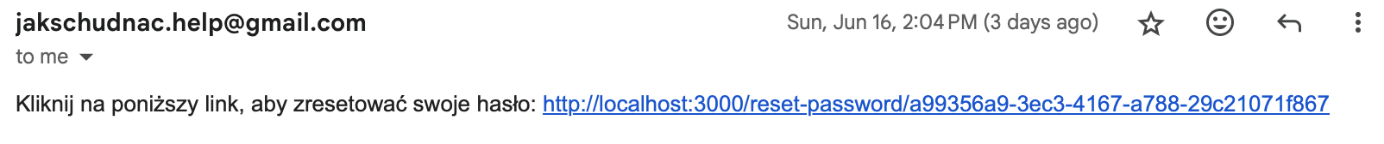 jakschudnac.help@gmail.com Sun, Jun 16, 2:04 PM (3 days ago)
to me
Kliknij na poniższy link, aby zresetować swoje hasło: http://localhost:3000/reset-password/a99356a9-3ec3-4167-a788-29c21071f867